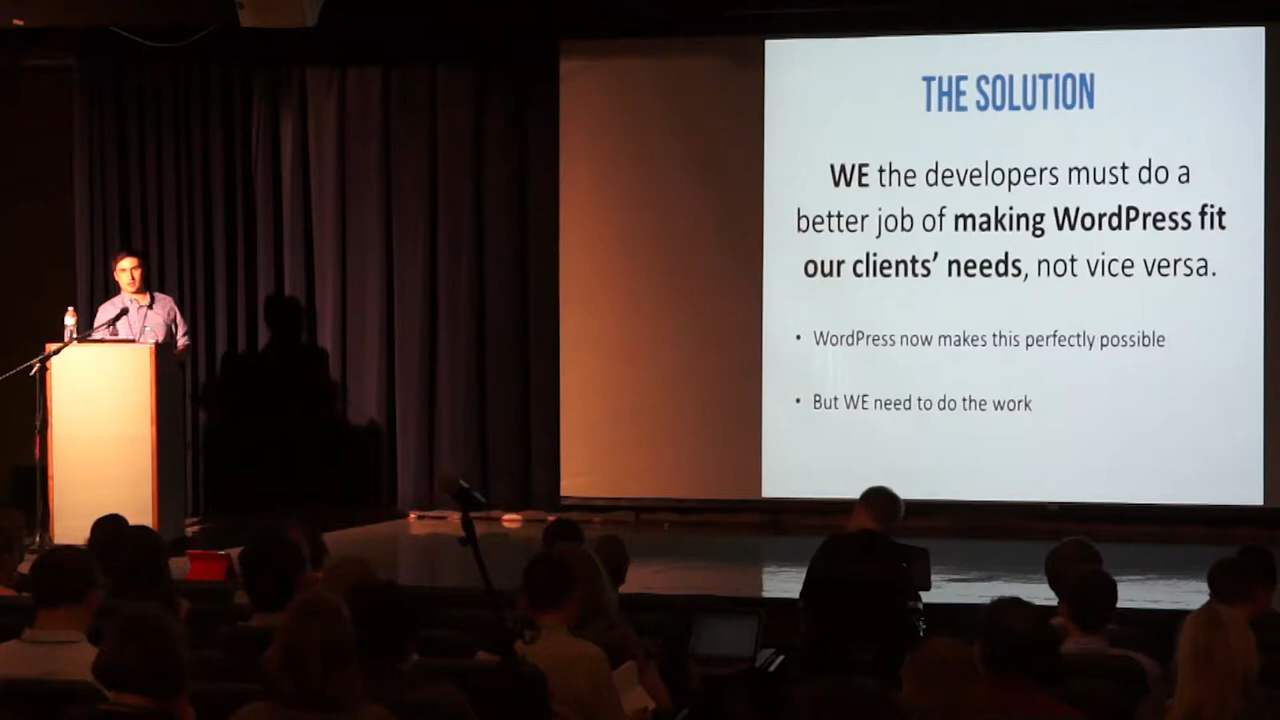 THE SOLUTION
WE the developers must do a
better job of making WordPress fit
our clients’ needs, not vice versa.
• WordPress now makes this perfectly possible
• But WE need to do the work